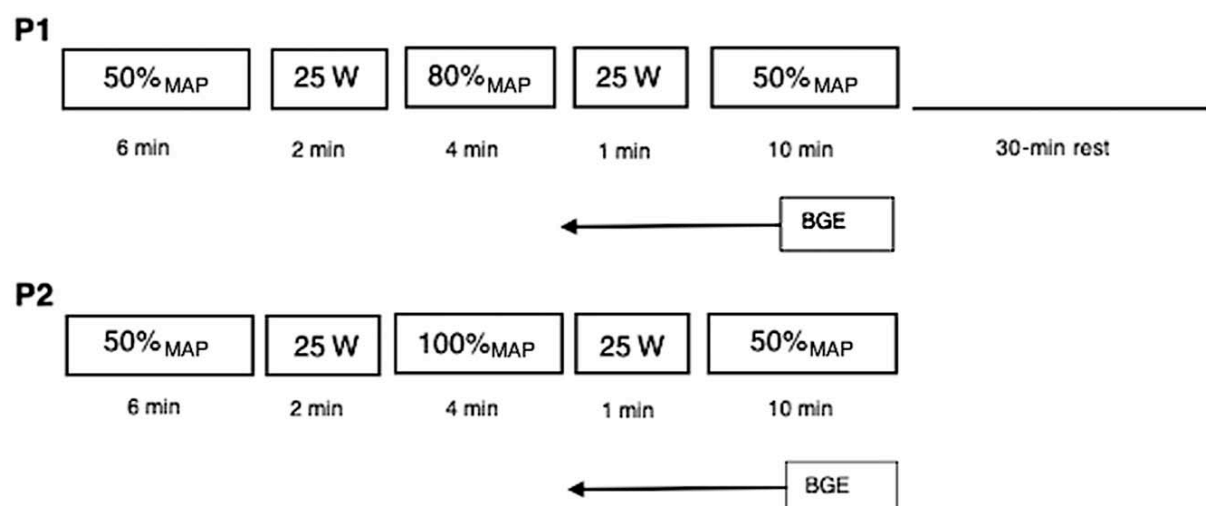 P1
50%MAP 25 W 80%MAP 25 W 50%MAP
6 min 2 min 4 min 1 min 10 min 30-min rest
BGE
P2
50%MAP 25 W 100%MAP 25 W 50%MAP
6 min 2 min 4 min 1 min 10 min
BGE